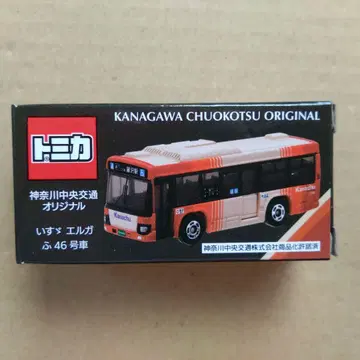 KANAGAWA CHUOKOTSU ORIGINAL
トミカ
神奈川中央交通
オリジナル
いすゞ エルガ
ふ 46 号車
Kanachu
神奈川中央交通株式会社商品化許諾済